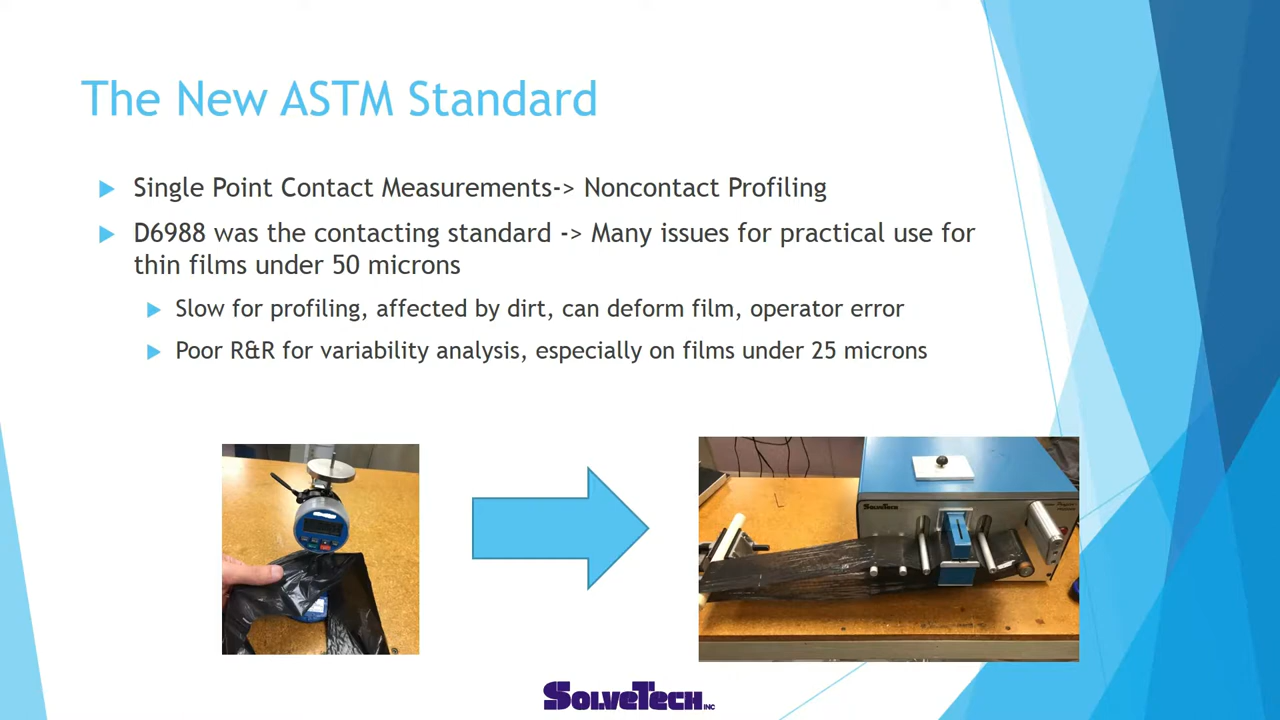 The New ASTM Standard
Single Point Contact Measurements-> Noncontact Profiling
D6988 was the contacting standard -> Many issues for practical use for
thin films under 50 microns
Slow for profiling, affected by dirt, can deform film, operator error
Poor R&R for variability analysis, especially on films under 25 microns
SOLVETECH
SOLVETECH INC